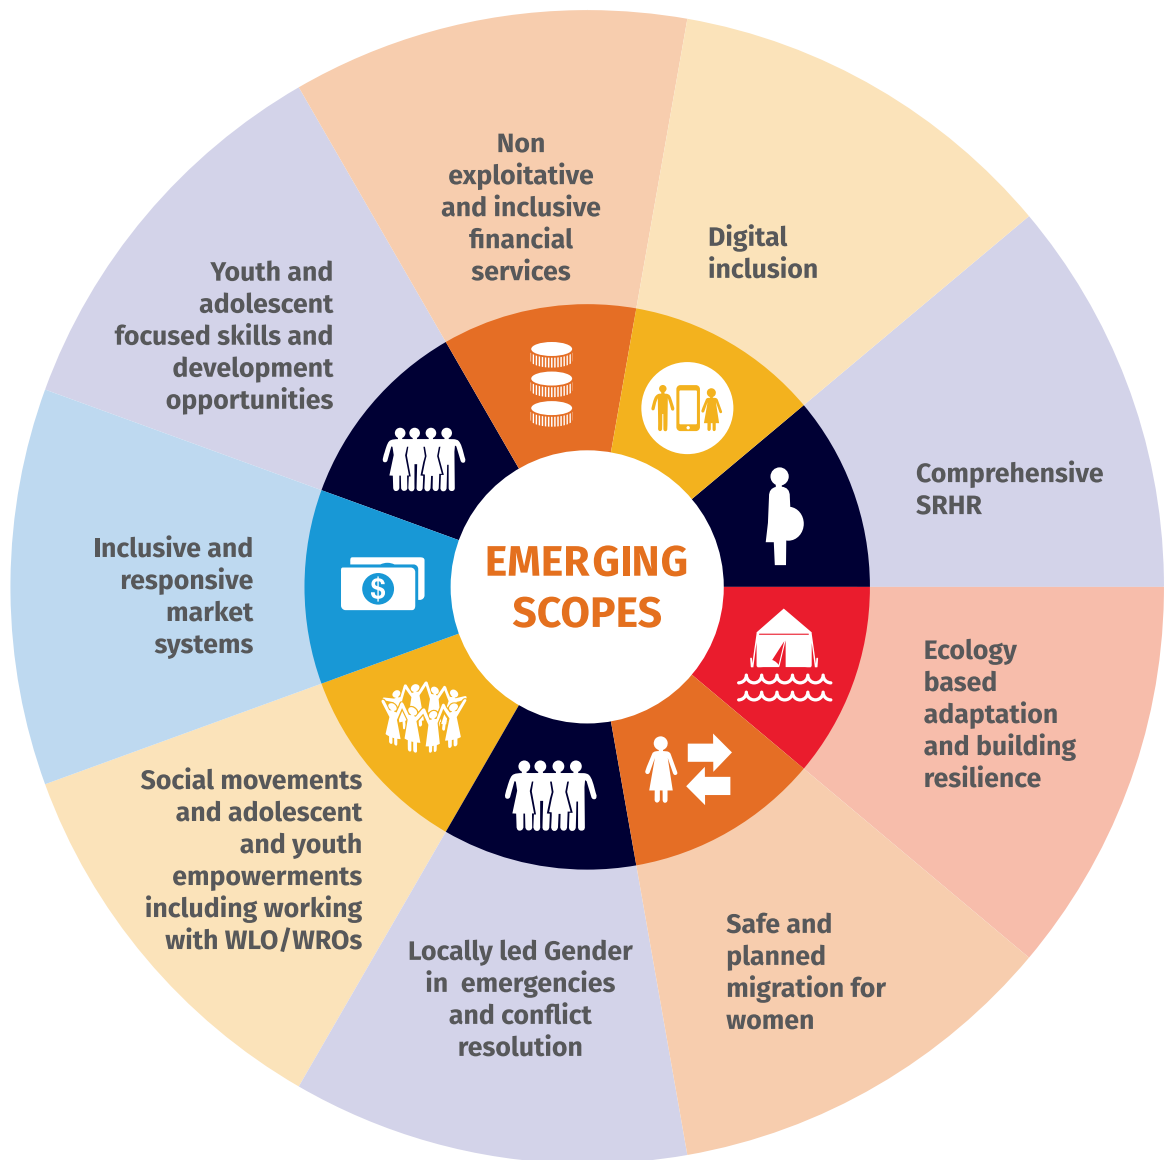 EMERGING
SCOPES
Non
exploitative
and inclusive
financial
services
Digital
inclusion
Comprehensive
SRHR
Ecology
based
adaptation
and building
resilience
Safe and
planned
migration for
women
Locally led Gender
in emergencies
and conflict
resolution
Social movements
and adolescent
and youth
empowerments
including working
with WLO/WROs
Inclusive and
responsive
market
systems
$
Youth and
adolescent
focused skills and
development
opportunities